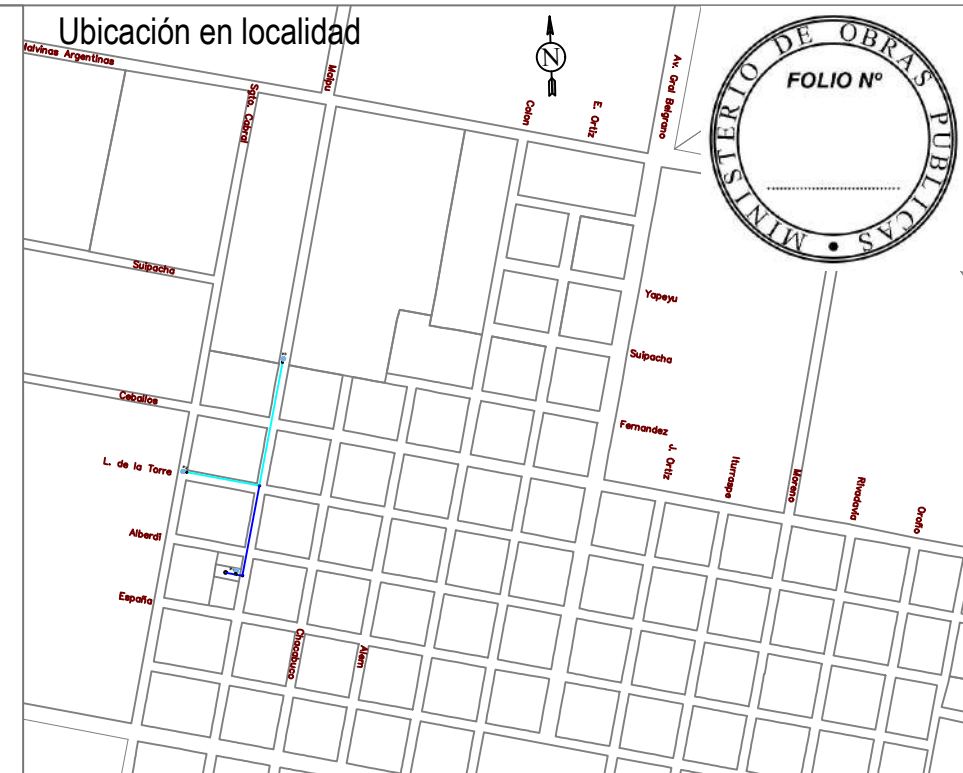 Ubicación en localidad
N
MINISTERIO DE OBRAS PUBLICAS
FOLIO Nº
Malvinas Argentinas
Sgto. Cabral
Maipu
Colon
E. Ortiz
Av. Gral Belgrano
Suipacha
Yapeyu
Suipacha
Ceballos
Fernandez
L. de la Torre
J. Ortiz
Iturraspe
Moreno
Rivadavia
Oroño
Alberdi
España
Chacabuco
Alem